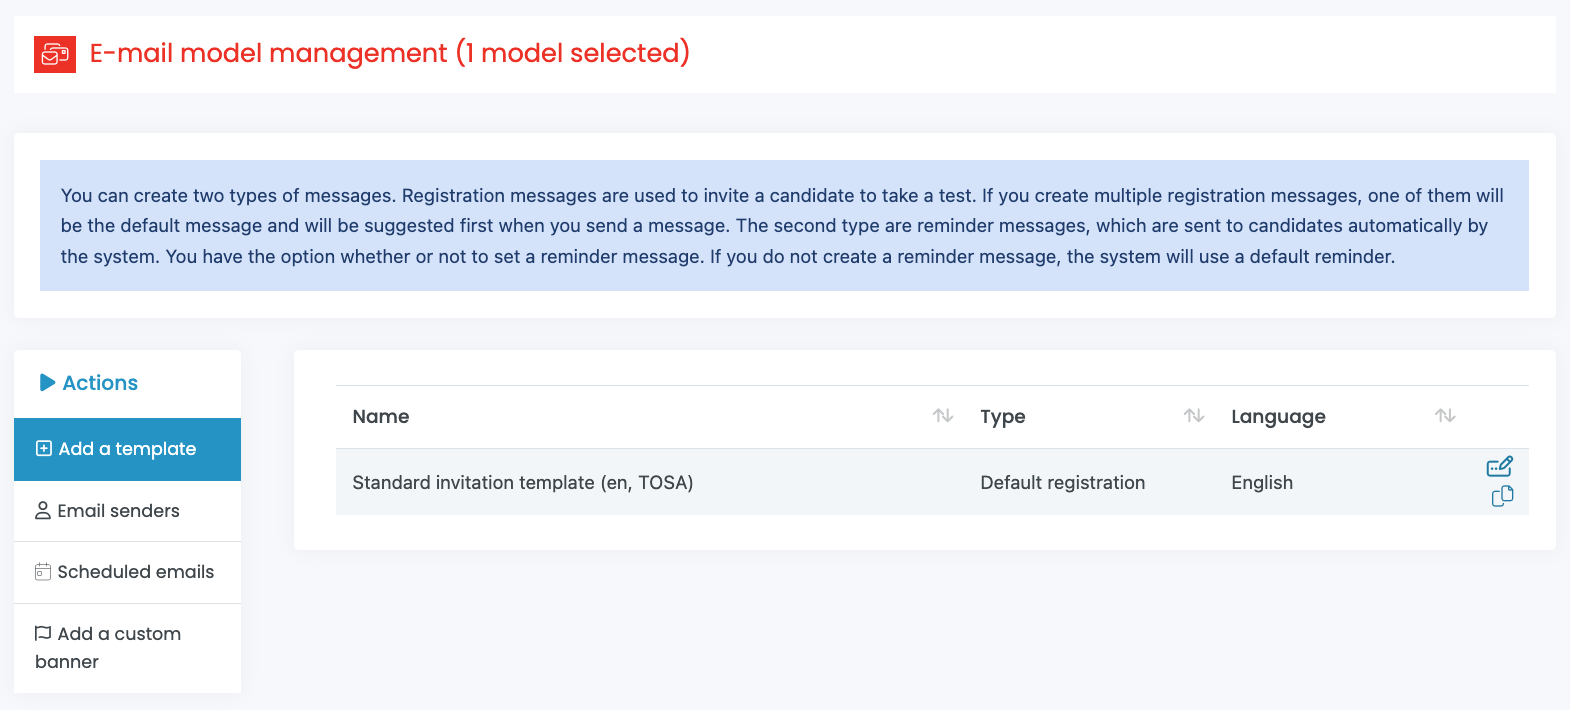 E-mail model management (1 model selected)
You can create two types of messages. Registration messages are used to invite a candidate to take a test. If you create multiple registration messages, one of them will
be the default message and will be suggested first when you send a message. The second type are reminder messages, which are sent to candidates automatically by
the system. You have the option whether or not to set a reminder message. If you do not create a reminder message, the system will use a default reminder.
Actions
Add a template
Email senders
Scheduled emails
Add a custom
banner
Name Type Language
Standard invitation template (en, TOSA) Default registration English